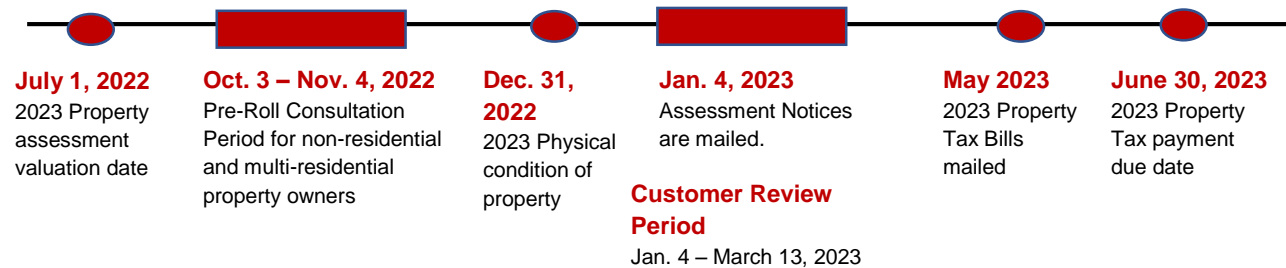 July 1, 2022
2023 Property
assessment
valuation date
Oct. 3 – Nov. 4, 2022
Pre-Roll Consultation
Period for non-residential
and multi-residential
property owners
Dec. 31,
2022
2023 Physical
condition of
property
Jan. 4, 2023
Assessment Notices
are mailed.
Customer Review
Period
Jan. 4 – March 13, 2023
May 2023
2023 Property
Tax Bills
mailed
June 30, 2023
2023 Property
Tax payment
due date